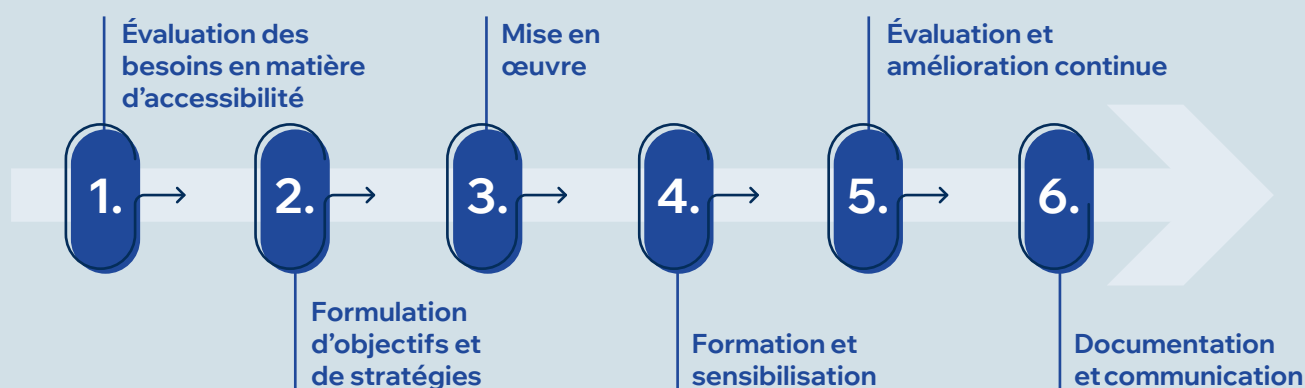 1.
Évaluation des
besoins en matière
d’accessibilité
2.
Formulation
d’objectifs et
de stratégies
3.
Mise en
œuvre
4.
Formation et
sensibilisation
5.
Évaluation et
amélioration continue
6.
Documentation
et communication